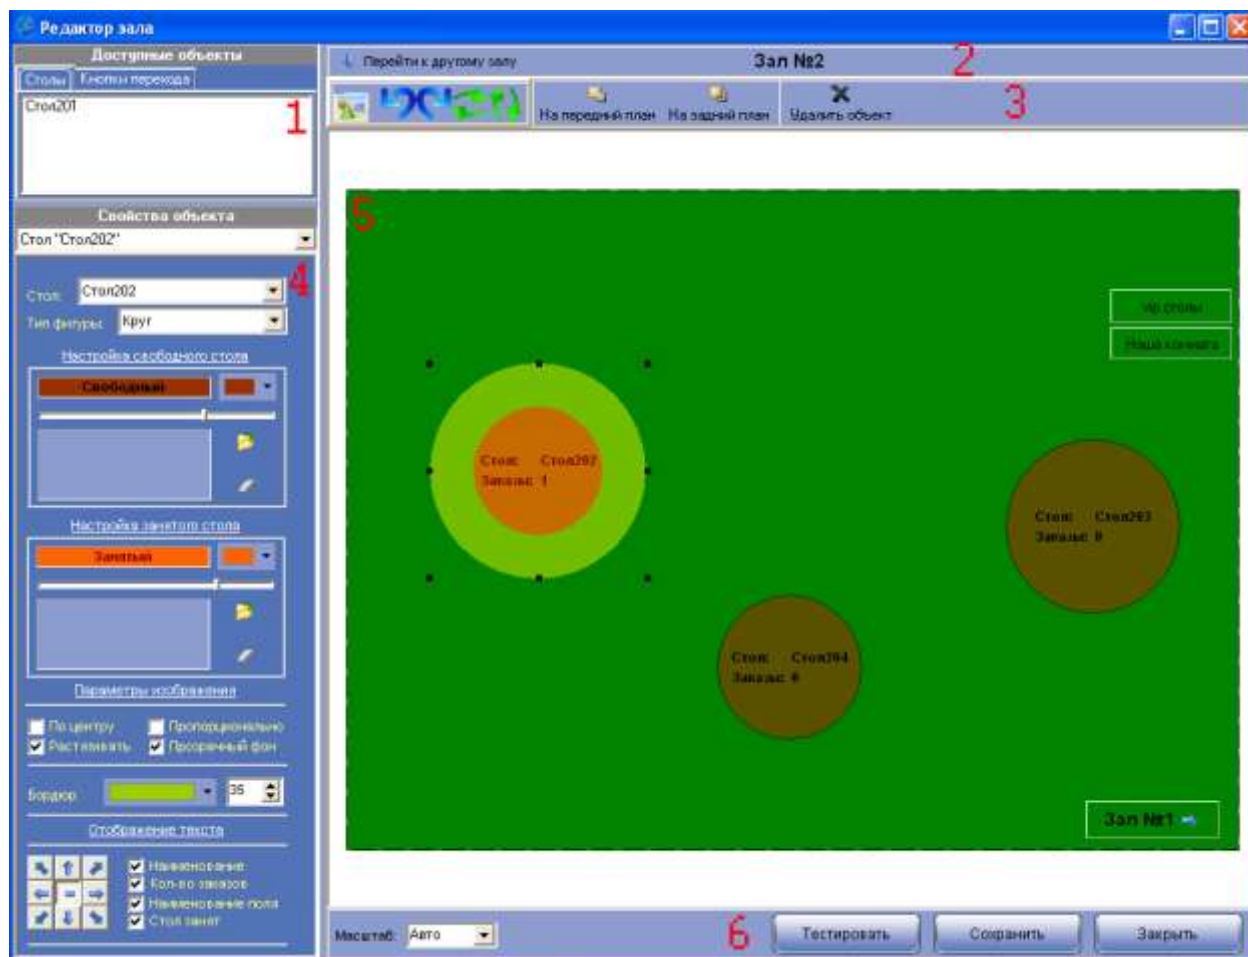 Редактор зала
Доступные объекты
Столы Кнопки перехода
Стол201
1
Свойства объекта
Стол "Стол202"
4
Стол: Стол202
Тип фигуры: Круг
Настройка свободного стола
Свободный
Настройка занятого стола
Занятый
Параметры изображения
По центру Пропорционально
Растягивать Прозрачный фон
Бордюр: 35
Отображение текста
Наименование
Кол-во заказов
Наименование поля
Стол занят
Перейти к другому залу Зал №2 2
На передний план На задний план Удалить объект 3
5
vip столы
Наша комната
Стол: Стол202
Заказы: 1
Стол: Стол203
Заказы: 0
Стол: Стол204
Заказы: 0
Зал №1
Масштаб: Авто 6 Тестировать Сохранить Закрыть